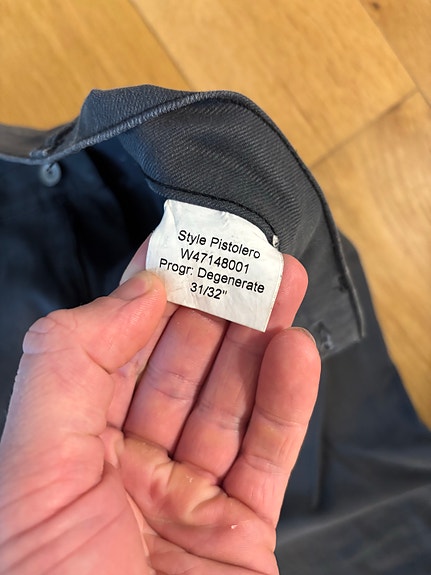 Style Pistolero
W47148001
Progr: Degenerate
31/32"